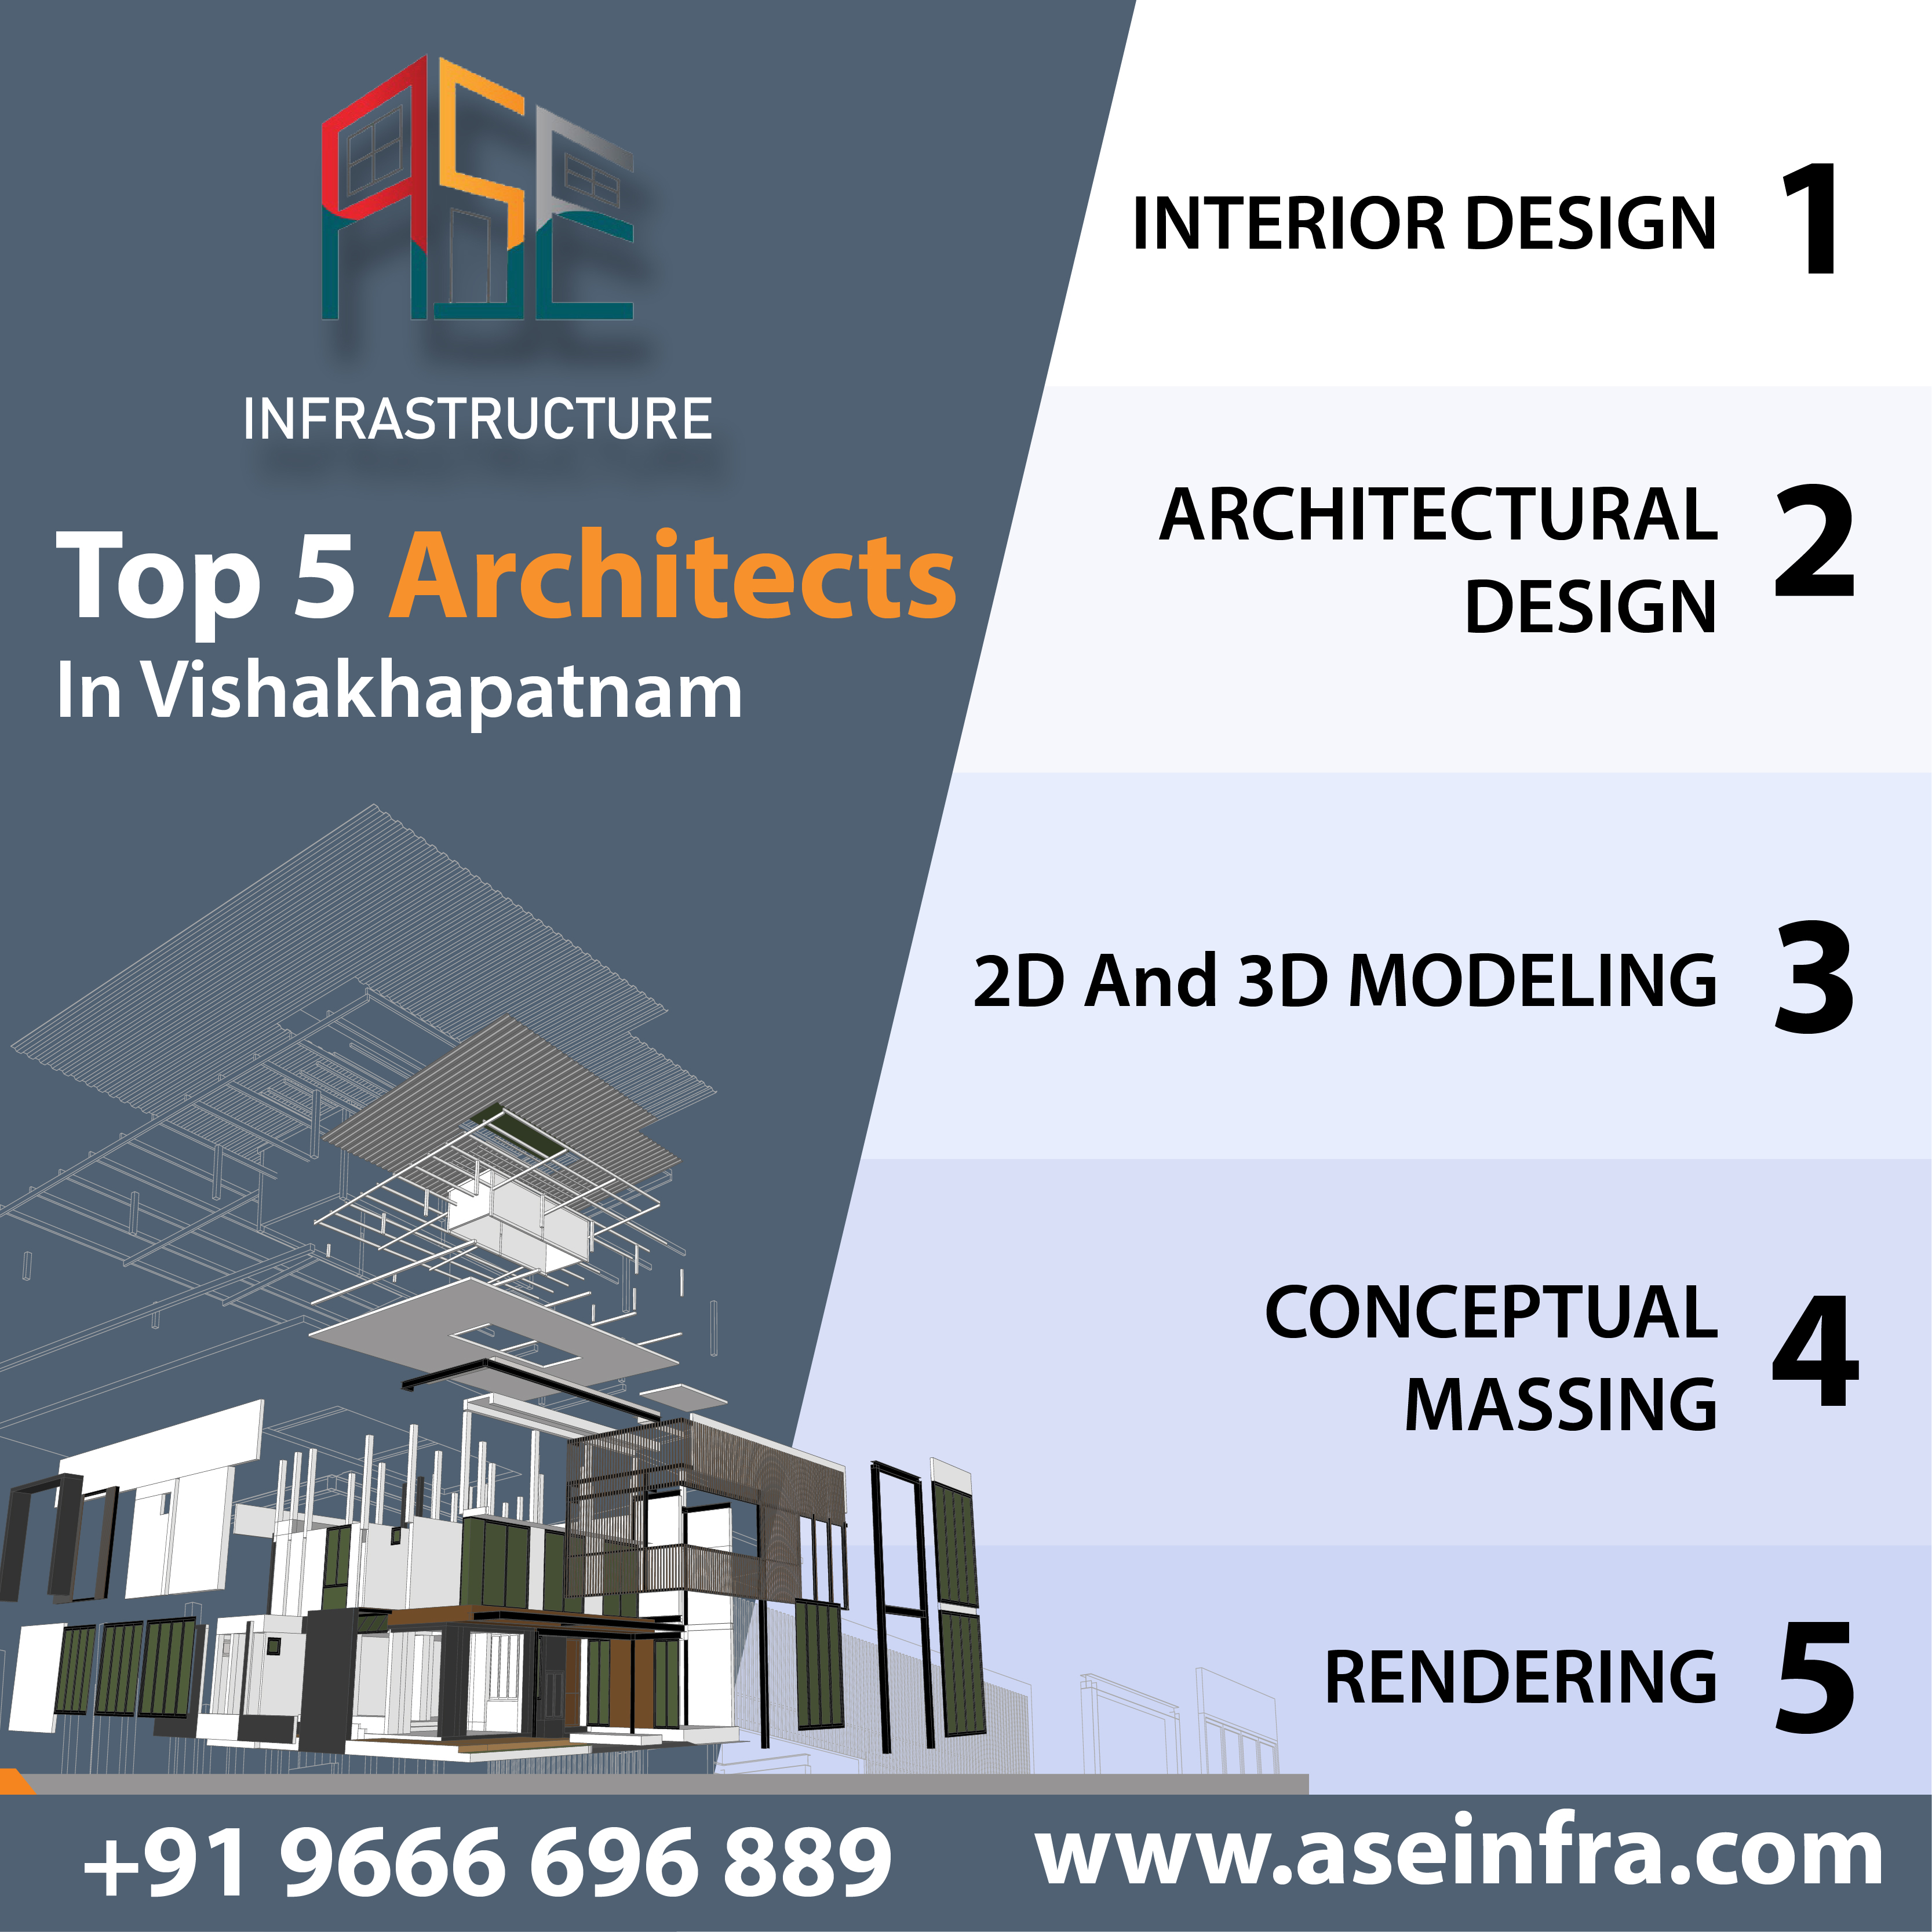 ASE
INFRASTRUCTURE
Top 5 Architects
In Vishakhapatnam
INTERIOR DESIGN 1
ARCHITECTURAL
DESIGN 2
2D And 3D MODELING 3
CONCEPTUAL
MASSING 4
RENDERING 5
+91 9666 696 889
www.aseinfra.com